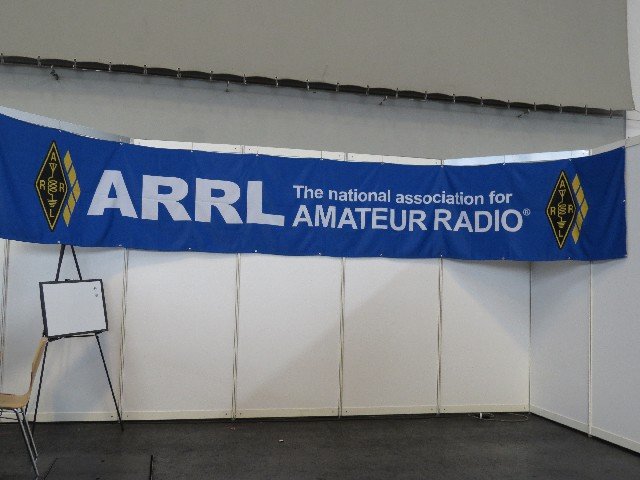 A
R R
L
ARRL
The national association for
AMATEUR RADIO®
A
R R
L